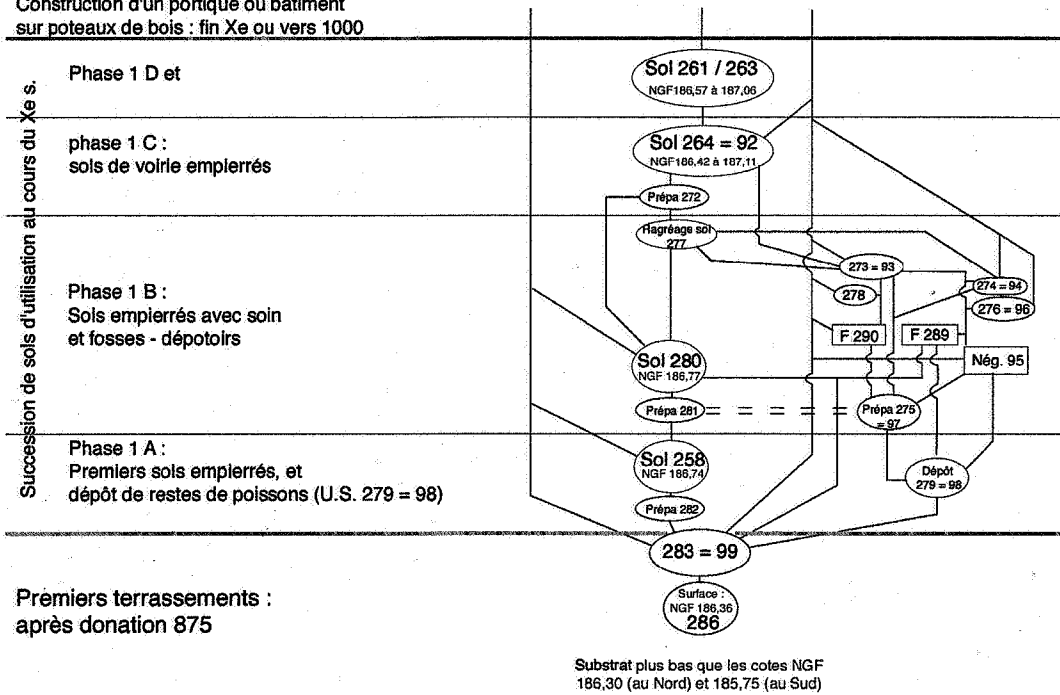 Construction d'un portique ou bâtiment
sur poteaux de bois : fin Xe ou vers 1000
Succession de sols d'utilisation au cours du Xe s.
Phase 1 D et
Sol 261 / 263
NGF186,57 à 187,06
phase 1 C :
sols de voirie empierrés
Sol 264 = 92
NGF186,42 à 187,11
Prépa 272
Phase 1 B :
Sols empierrés avec soin
et fosses - dépotoirs
Ragréage sol
277
273 = 93
278
274 = 94
276 = 96
F 290
F 289
Nég. 95
Sol 280
NGF 186,77
Prépa 281
Prépa 275
= 97
Phase 1 A :
Premiers sols empierrés, et
dépôt de restes de poissons (U.S. 279 = 98)
Sol 258
NGF 186,74
Prépa 282
Dépôt
279 = 98
283 = 99
Premiers terrassements :
après donation 875
Surface :
NGF 186,36
286
Substrat plus bas que les cotes NGF
186,30 (au Nord) et 185,75 (au Sud)